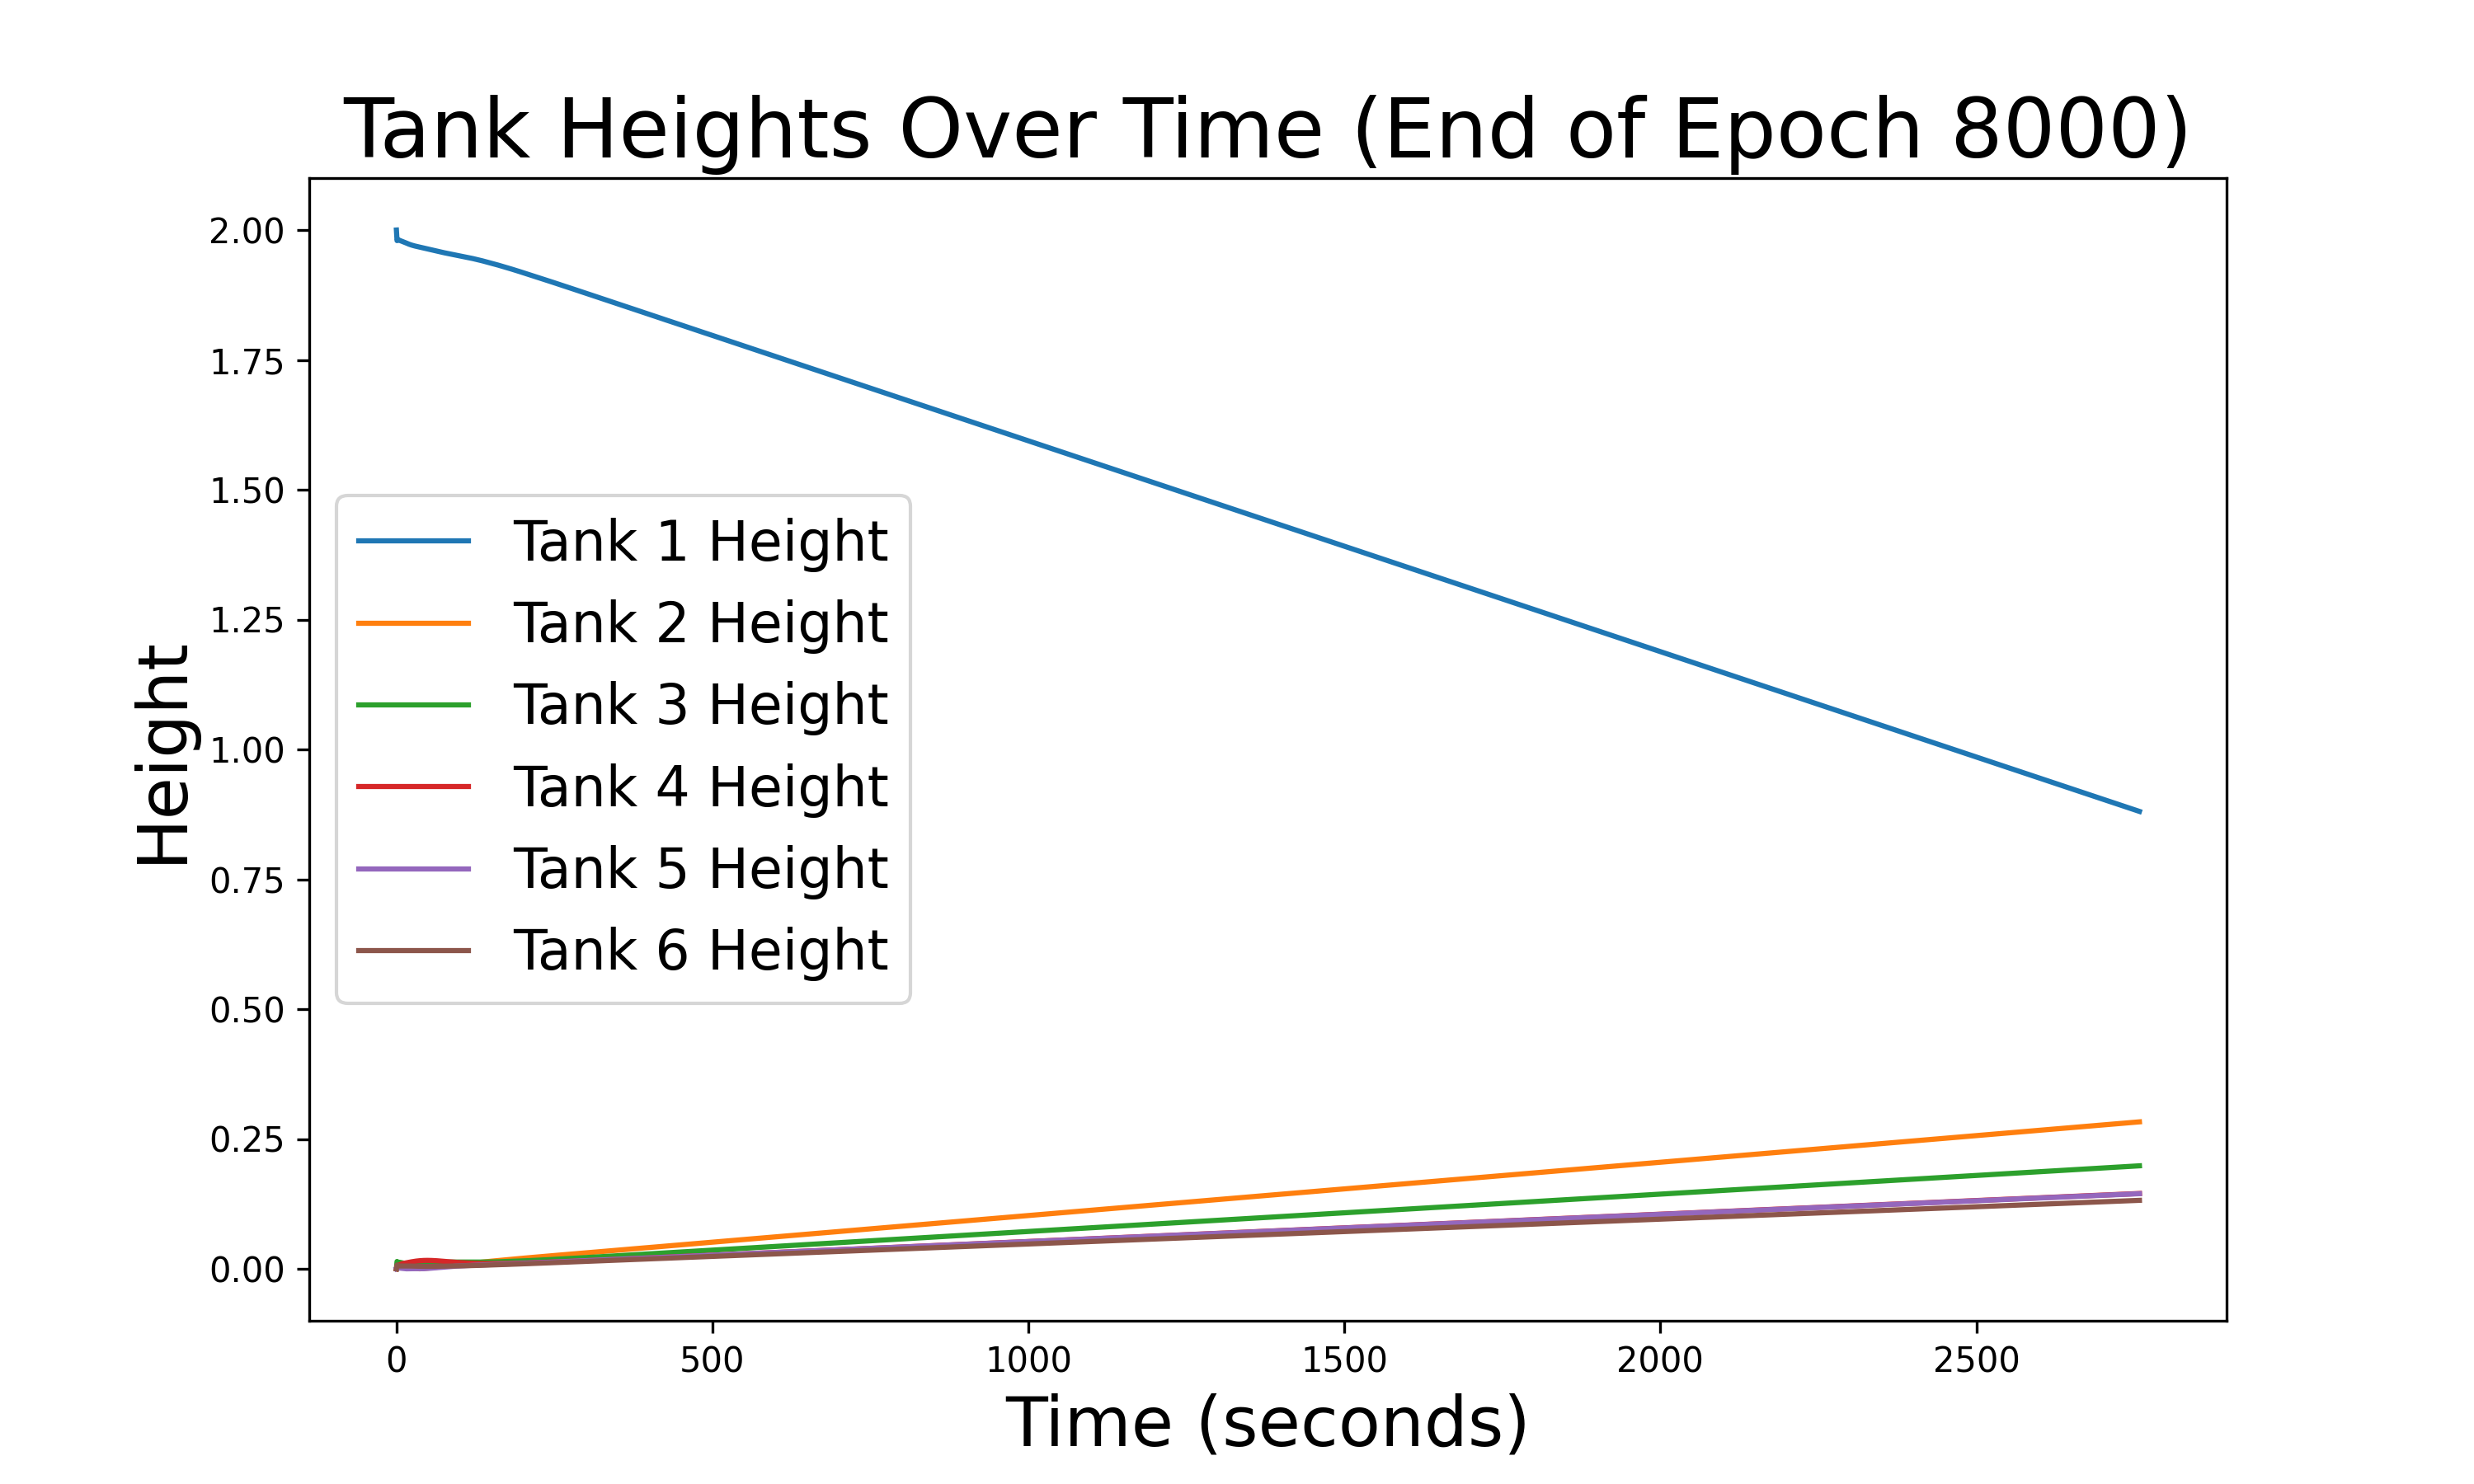 Tank Heights Over Time (End of Epoch 8000)
Height
2.00
1.75
1.50
1.25
1.00
0.75
0.50
0.25
0.00
Tank 1 Height
Tank 2 Height
Tank 3 Height
Tank 4 Height
Tank 5 Height
Tank 6 Height
0 500 1000 1500 2000 2500
Time (seconds)